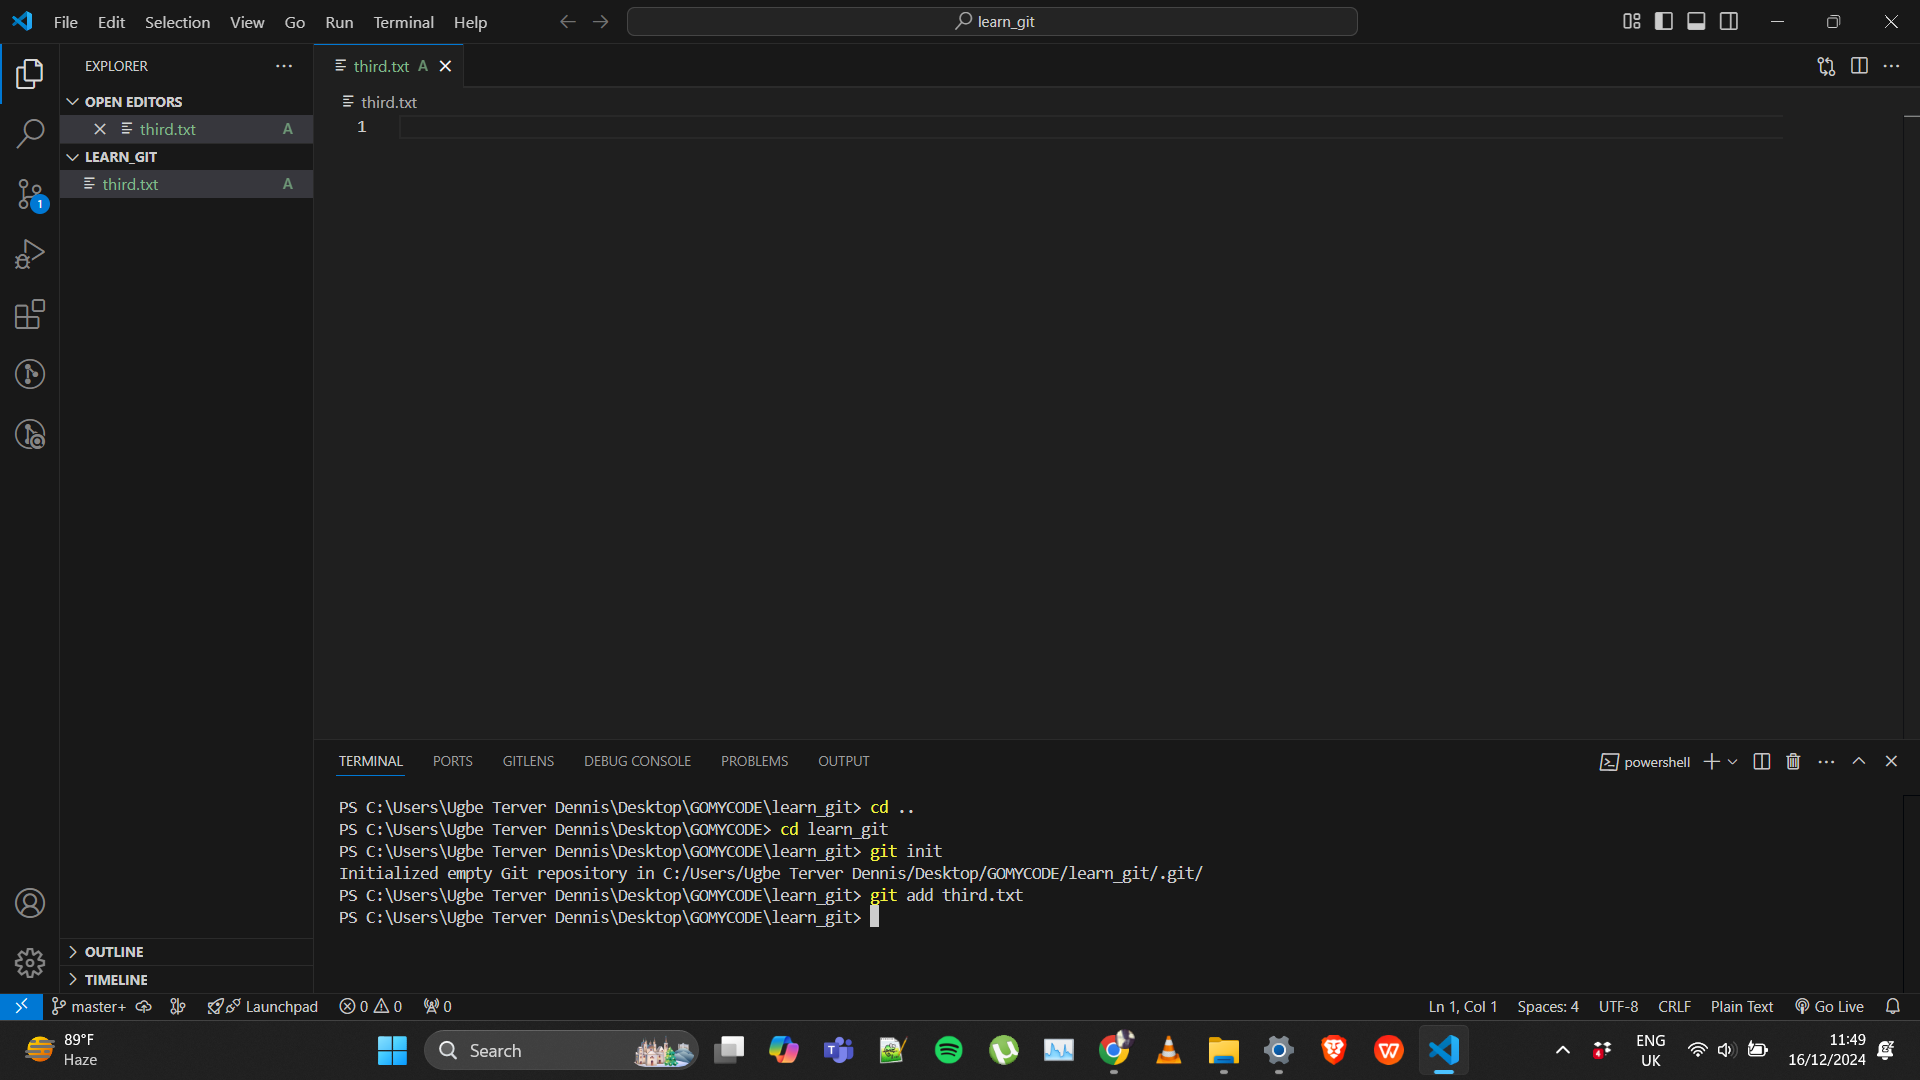 File Edit Selection View Go Run Terminal Help
learn_git
EXPLORER
OPEN EDITORS
third.txt A
LEARN_GIT
third.txt A
third.txt A
third.txt
1
1
TERMINAL PORTS GITLENS DEBUG CONSOLE PROBLEMS OUTPUT
powershell
PS C:\Users\Ugbe Terver Dennis\Desktop\GOMYCODE\learn_git> cd ..
PS C:\Users\Ugbe Terver Dennis\Desktop\GOMYCODE> cd learn_git
PS C:\Users\Ugbe Terver Dennis\Desktop\GOMYCODE\learn_git> git init
Initialized empty Git repository in C:/Users/Ugbe Terver Dennis/Desktop/GOMYCODE/learn_git/.git/
PS C:\Users\Ugbe Terver Dennis\Desktop\GOMYCODE\learn_git> git add third.txt
PS C:\Users\Ugbe Terver Dennis\Desktop\GOMYCODE\learn_git>
OUTLINE
TIMELINE
master+ Launchpad 0 0 0
Ln 1, Col 1 Spaces: 4 UTF-8 CRLF Plain Text Go Live
89°F
Haze
Search
ENG
UK
11:49
16/12/2024